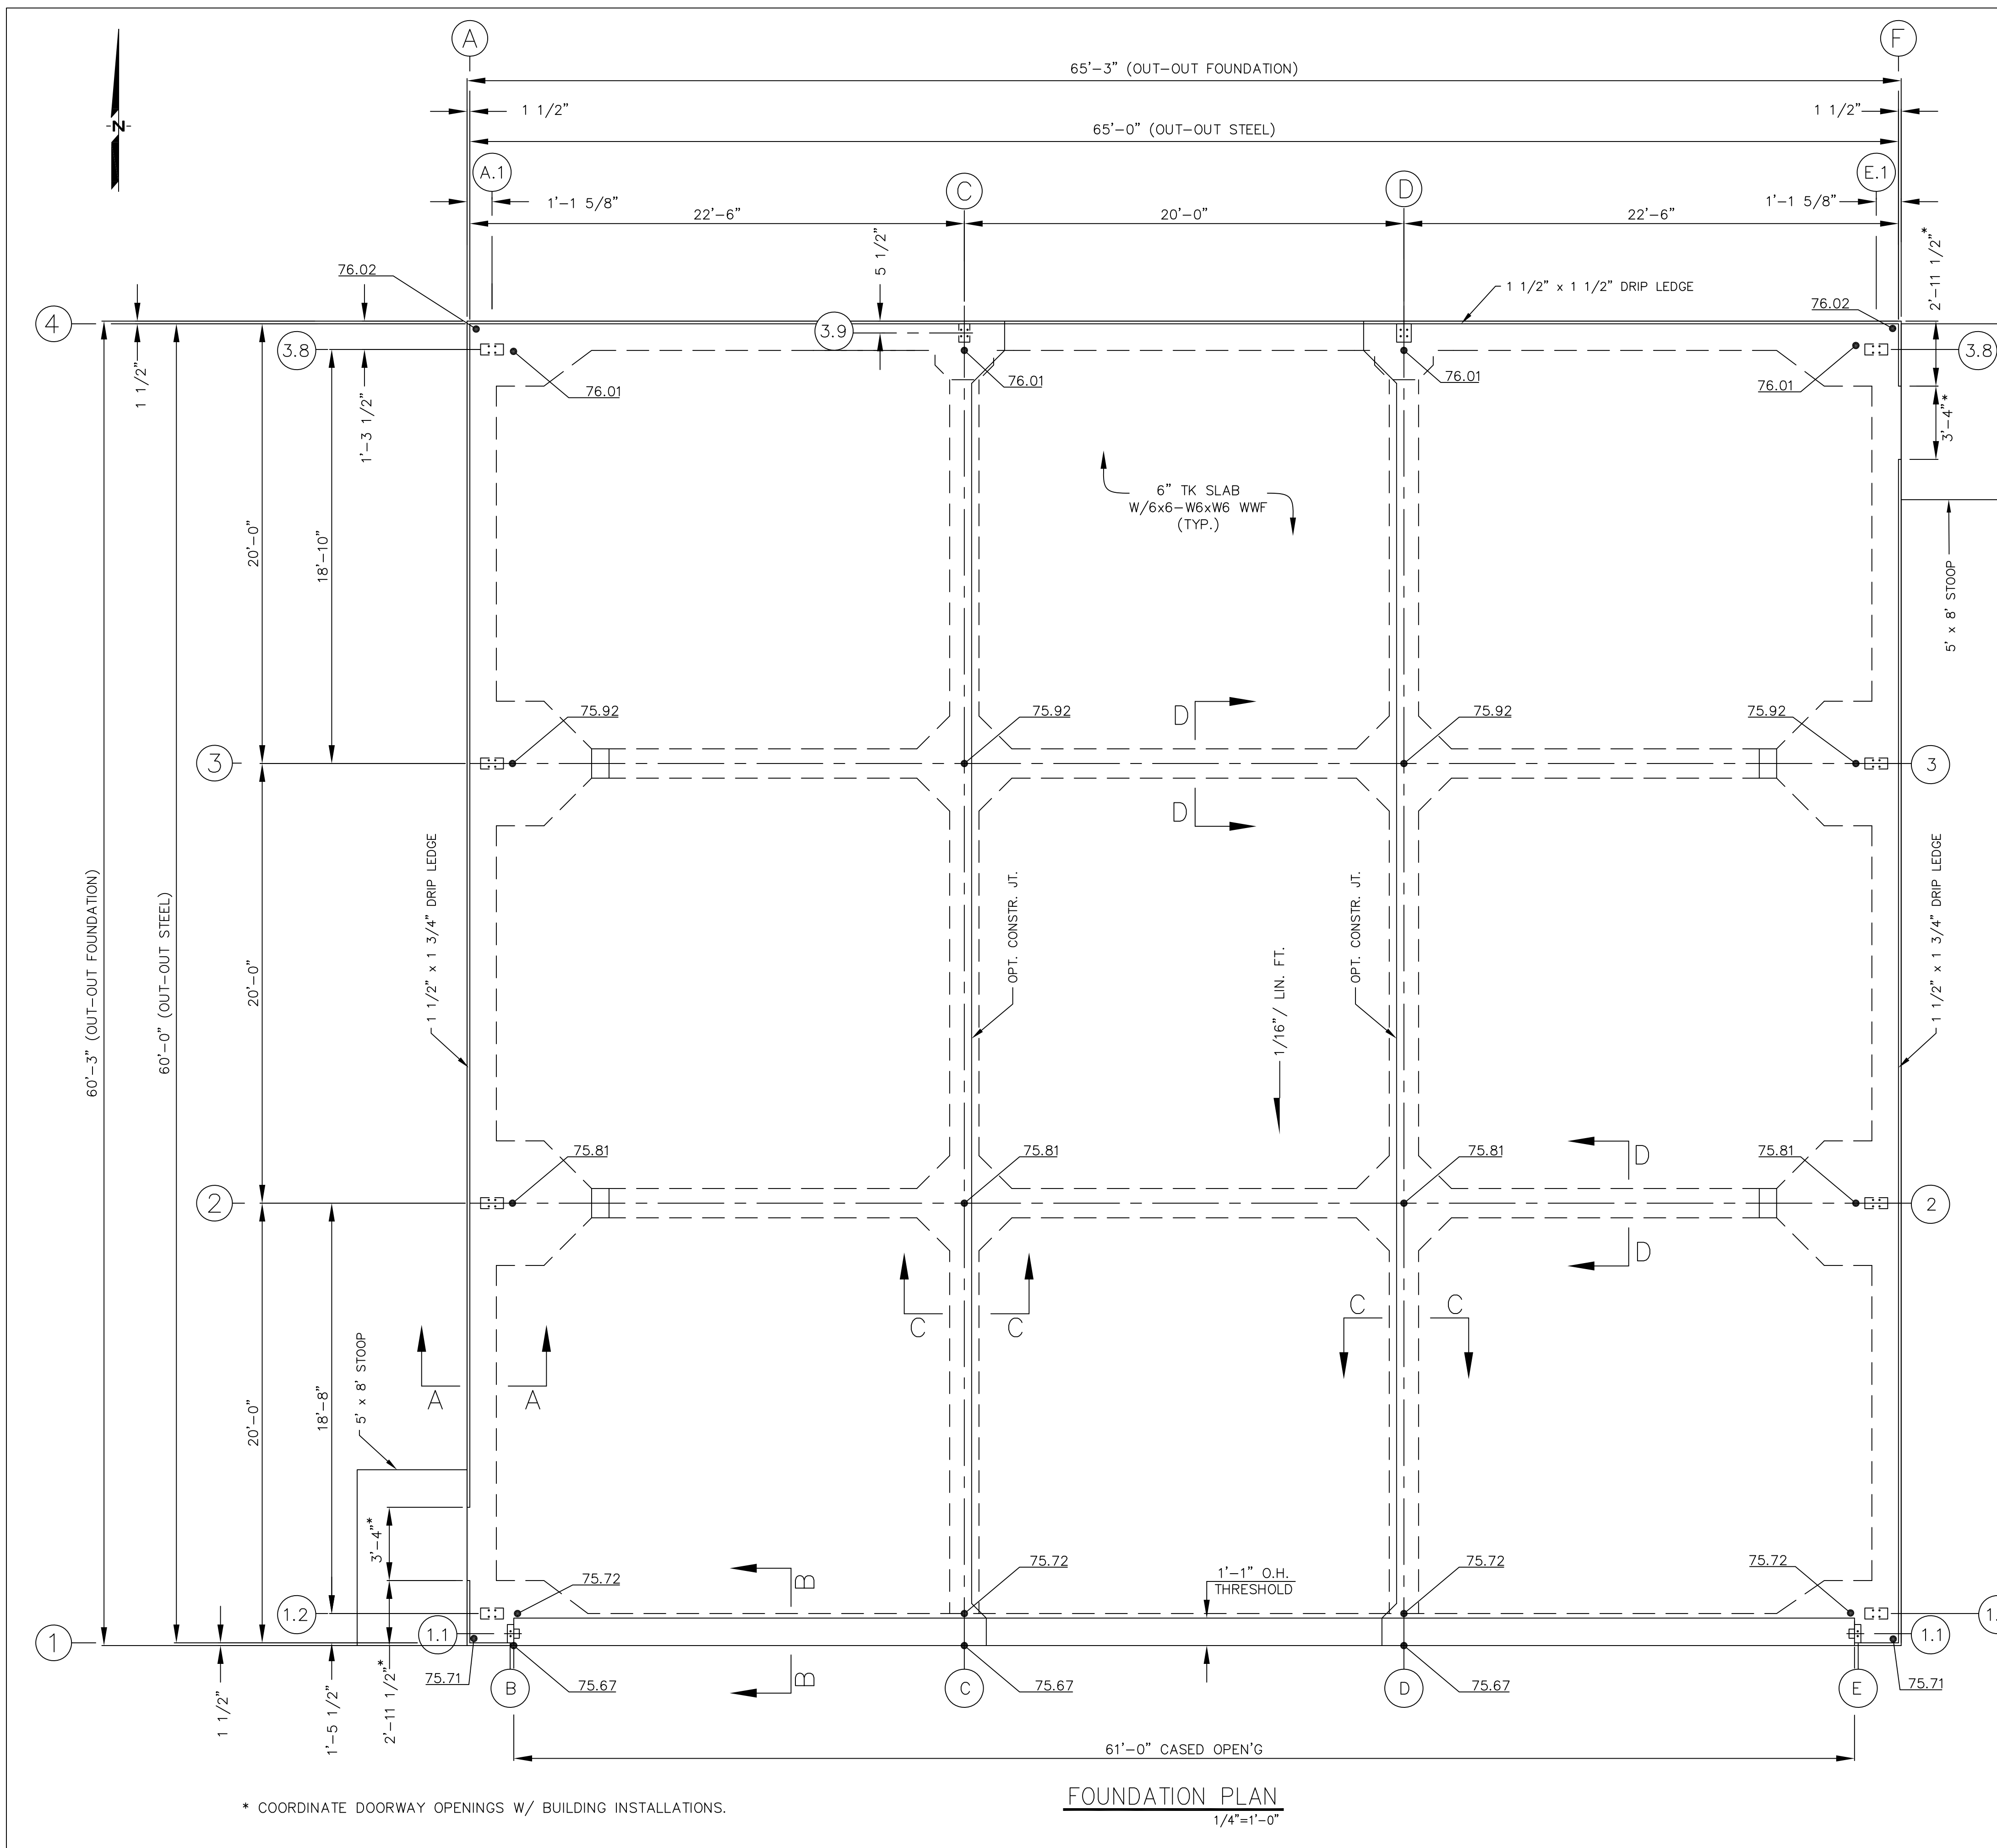 A
F
65'-3" (OUT-OUT FOUNDATION)
1 1/2"
1 1/2"
-N-
65'-0" (OUT-OUT STEEL)
A.1
C
D
E.1
1'-1 5/8"
1'-1 5/8"
22'-6"
20'-0"
22'-6"
2'-11 1/2"*
5 1/2"
76.02
1 1/2" x 1 1/2" DRIP LEDGE
76.02
4
3.9
3.8
3.8
1 1/2"
1'-3 1/2"
76.01
76.01
76.01
76.01
3'-4"*
6" TK SLAB
W/6x6-W6xW6 WWF
(TYP.)
20'-0"
18'-10"
5' x 8' STOOP
75.92
75.92
75.92
75.92
D
3
3
D
60'-3" (OUT-OUT FOUNDATION)
60'-0" (OUT-OUT STEEL)
20'-0"
1 1/2" x 1 3/4" DRIP LEDGE
OPT. CONSTR. JT.
1/16"/ LIN. FT.
OPT. CONSTR. JT.
1 1/2" x 1 3/4" DRIP LEDGE
75.81
75.81
75.81
75.81
D
2
2
D
C
C
C
C
20'-0"
18'-8"
5' x 8' STOOP
A
A
3'-4"*
75.72
75.72
75.72
75.72
1'-1" O.H.
THRESHOLD
B
1.2
1.
1
1.1
1.1
75.71
B
75.67
C
75.67
D
75.67
E
75.71
B
1 1/2"
1'-5 1/2"
2'-11 1/2"*
61'-0" CASED OPEN'G
* COORDINATE DOORWAY OPENINGS W/ BUILDING INSTALLATIONS.
FOUNDATION PLAN
1/4"=1'-0"